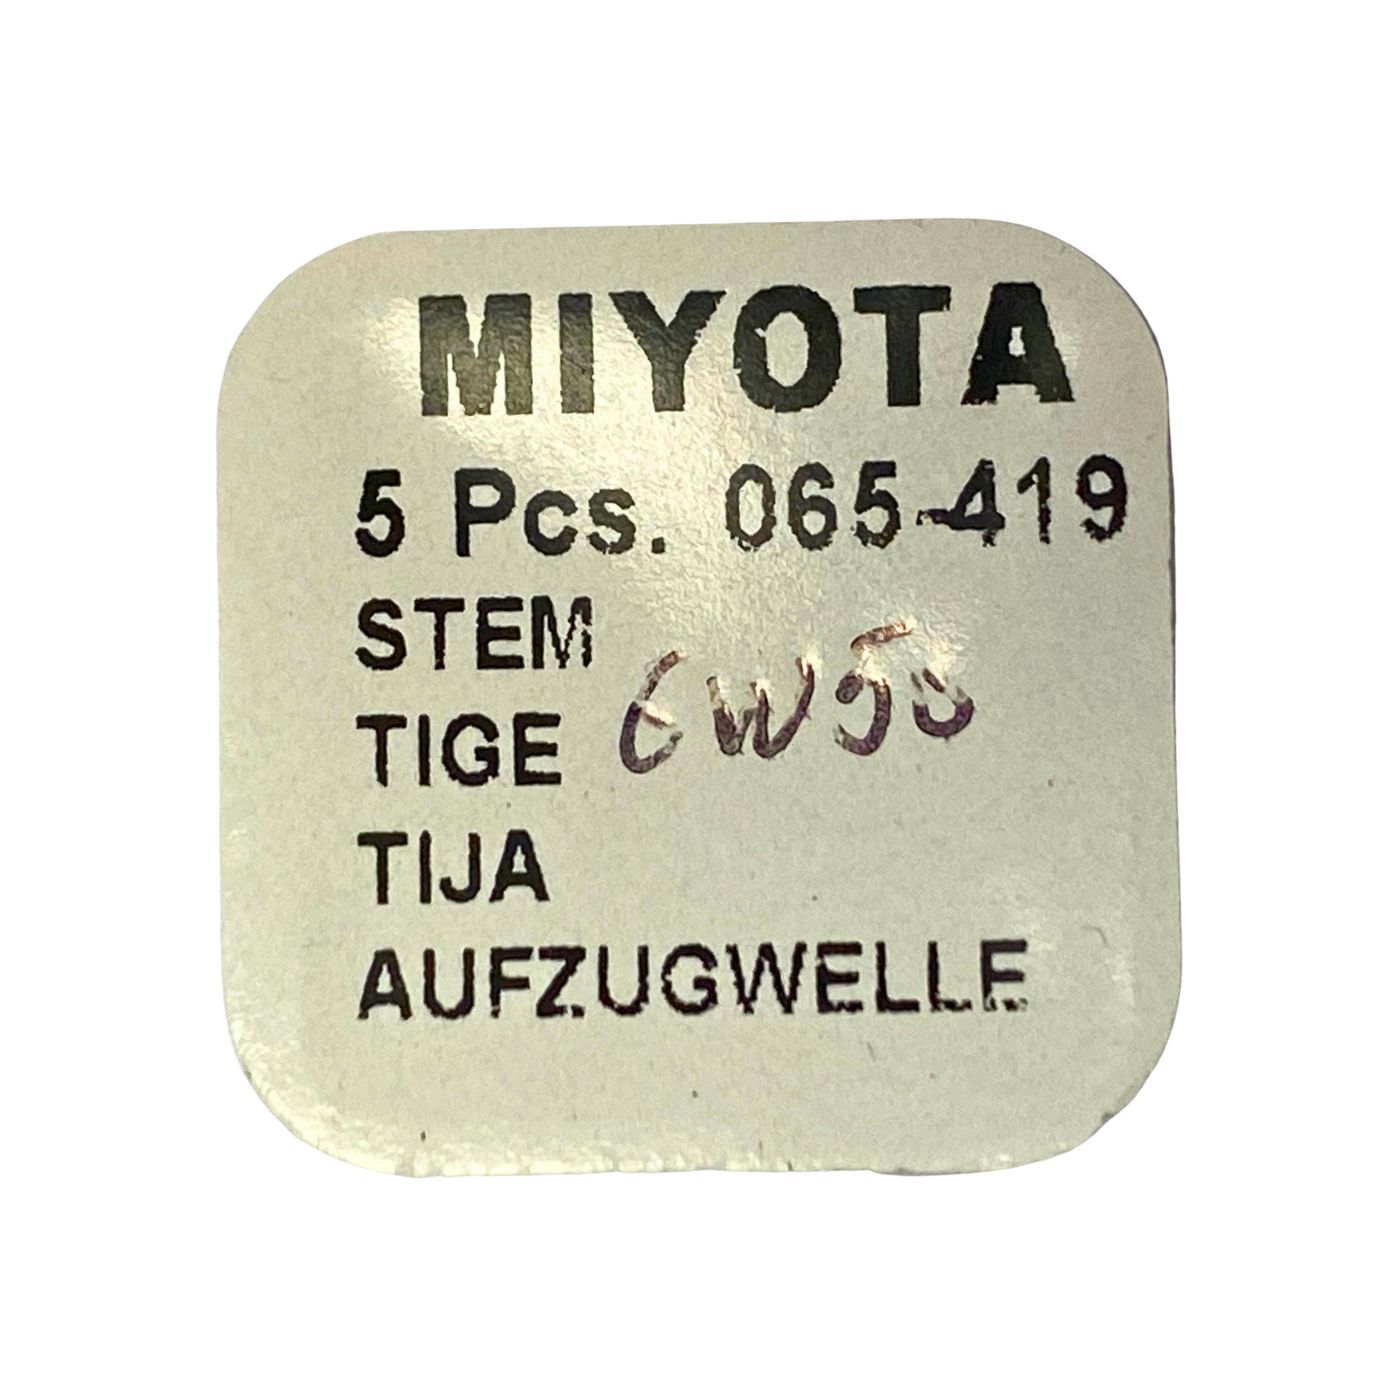 MIYOTA
5 Pcs. 065-419
STEM
6W50
TIGE
TIJA
AUFZUGWELLE